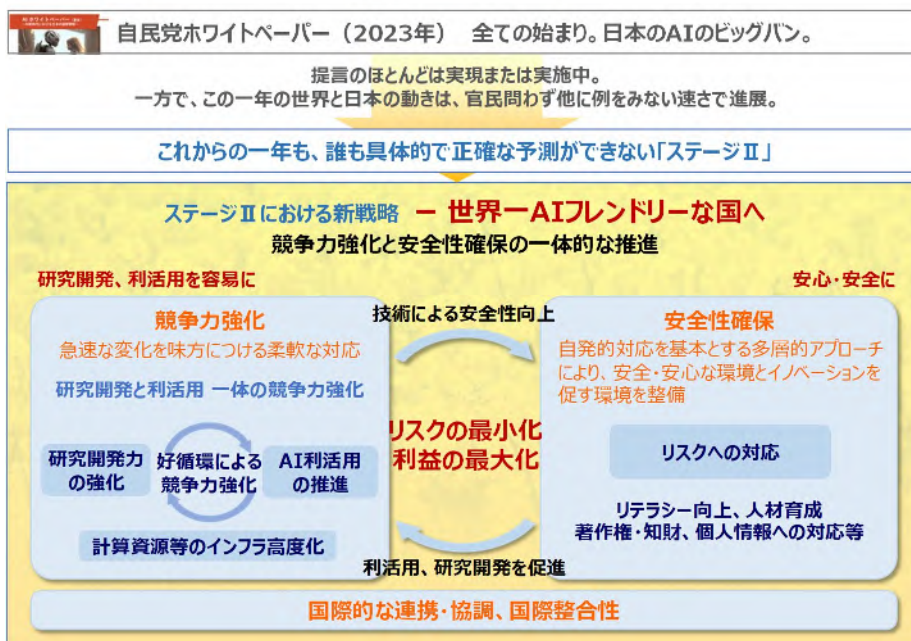 自民党ホワイトペーパー（2023年）　全ての始まり。日本のAIのビッグバン。
提言のほとんどは実現または実施中。
一方で、この一年の世界と日本の動きは、官民問わず他に例をみない速さで進展。
これからの一年も、誰も具体的で正確な予測ができない「ステージⅡ」
ステージⅡにおける新戦略 － 世界一AIフレンドリーな国へ
競争力強化と安全性確保の一体的な推進
研究開発、利活用を容易に
安心・安全に
競争力強化
急速な変化を味方につける柔軟な対応
研究開発と利活用 一体の競争力強化
研究開発力
の強化
好循環による
競争力強化
AI利活用
の推進
計算資源等のインフラ高度化
技術による安全性向上
リスクの最小化
利益の最大化
利活用、研究開発を促進
安全性確保
自発的対応を基本とする多層的アプローチ
により、安全・安心な環境とイノベーションを
促す環境を整備
リスクへの対応
リテラシー向上、人材育成
著作権・知財、個人情報への対応等
国際的な連携・協調、国際整合性